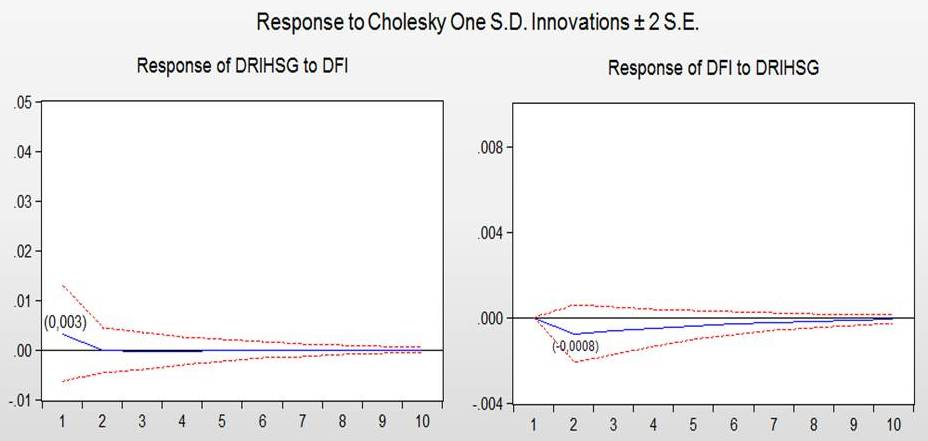 Response to Cholesky One S.D. Innovations ± 2 S.E.
Response of DRIHSG to DFI
.05
.04
.03
.02
.01
.00
-.01
(0,003)
1 2 3 4 5 6 7 8 9 10
Response of DFI to DRIHSG
.008
.004
.000
-.004
(-0,0008)
1 2 3 4 5 6 7 8 9 10